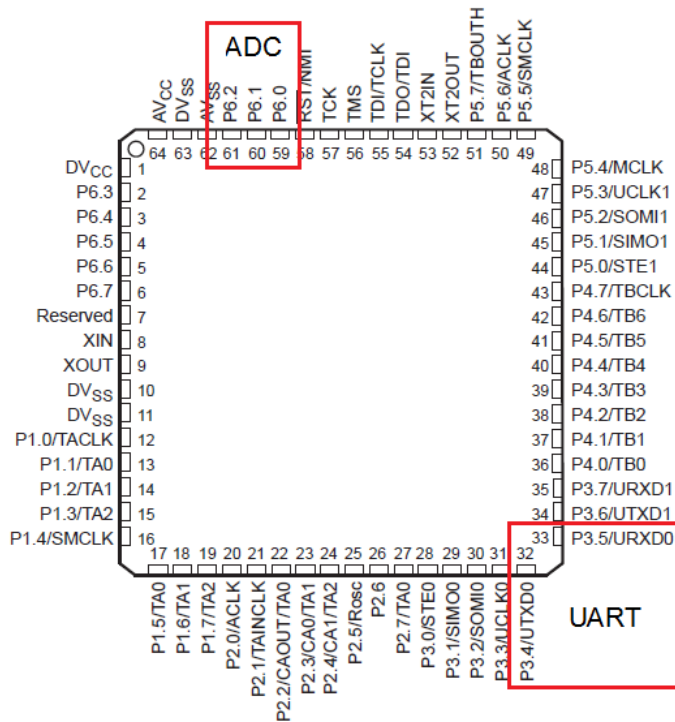 ADC
AVCC
DVSS
AVSS
P6.2
P6.1
P6.0
RST/NMI
TCK
TMS
TDI/TCLK
TDO/TDI
XT2IN
XT2OUT
P5.7/TBOUTH
P5.6/ACLK
P5.5/SMCLK
64 63 62 61 60 59 58 57 56 55 54 53 52 51 50 49
DVCC 1
P6.3 2
P6.4 3
P6.5 4
P6.6 5
P6.7 6
Reserved 7
XIN 8
XOUT 9
DVSS 10
DVSS 11
P1.0/TACLK 12
P1.1/TA0 13
P1.2/TA1 14
P1.3/TA2 15
P1.4/SMCLK 16
48 P5.4/MCLK
47 P5.3/UCLK1
46 P5.2/SOMI1
45 P5.1/SIMO1
44 P5.0/STE1
43 P4.7/TBCLK
42 P4.6/TB6
41 P4.5/TB5
40 P4.4/TB4
39 P4.3/TB3
38 P4.2/TB2
37 P4.1/TB1
36 P4.0/TB0
35 P3.7/URXD1
34 P3.6/UTXD1
33 P3.5/URXD0
17 18 19 20 21 22 23 24 25 26 27 28 29 30 31 32
P1.5/TA0
P1.6/TA1
P1.7/TA2
P2.0/ACLK
P2.1/TAINCLK
P2.2/CAOUT/TA0
P2.3/CA0/TA1
P2.4/CA1/TA2
P2.5/Rosc
P2.6
P2.7/TA0
P3.0/STE0
P3.1/SIMO0
P3.2/SOMI0
P3.3/UCLK0
P3.4/UTXD0
UART